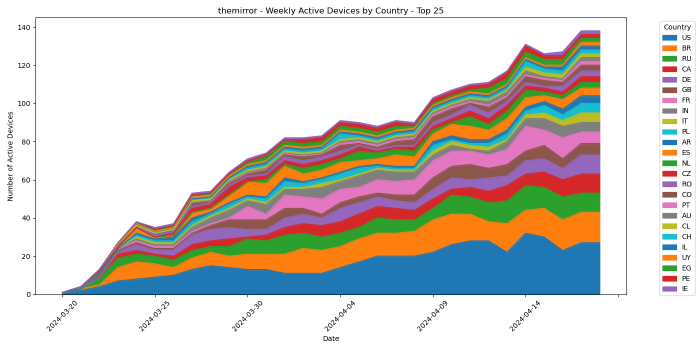 themirror - Weekly Active Devices by Country - Top 25
Number of Active Devices
140
120
100
80
60
40
20
0
2024-03-20
2024-03-25
2024-03-30
2024-04-04
2024-04-09
2024-04-14
Date
Country
US
BR
RU
CA
DE
GB
FR
IN
IT
PL
AR
ES
NL
CZ
RO
CO
PT
AU
CL
CH
IL
UY
EG
PE
IE